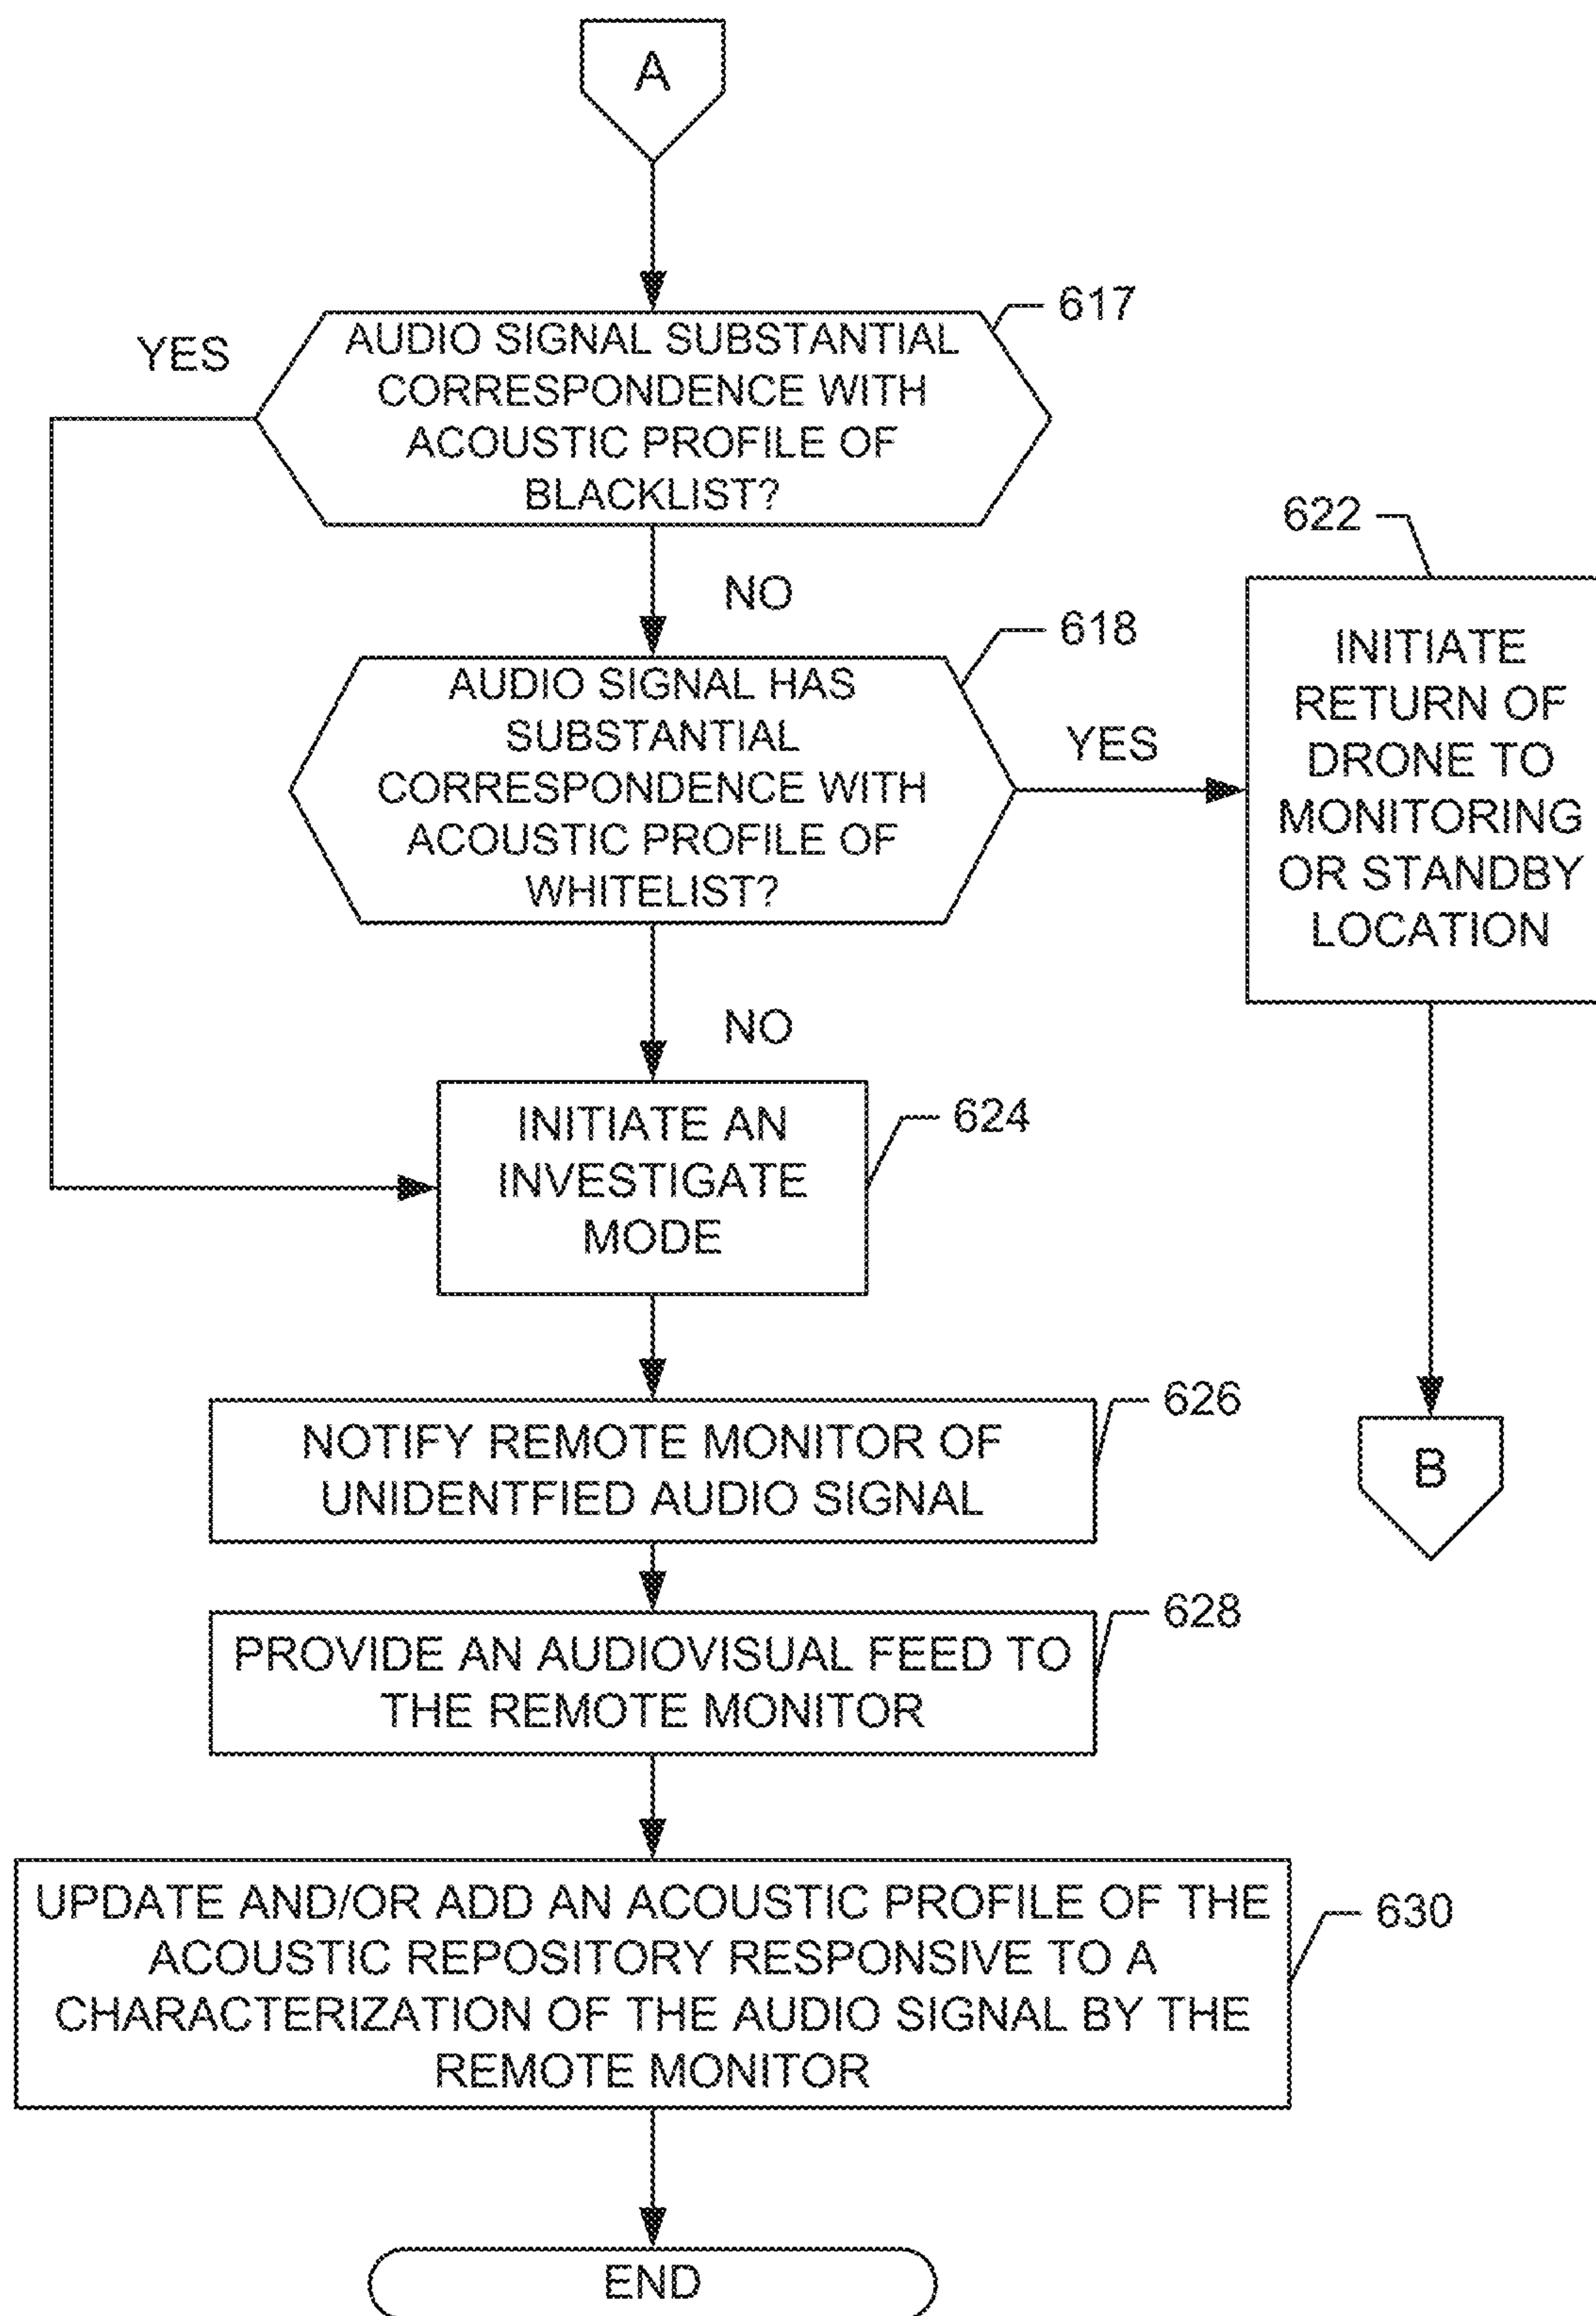 A
617
YES
AUDIO SIGNAL SUBSTANTIAL
CORRESPONDENCE WITH
ACOUSTIC PROFILE OF
BLACKLIST?
NO
622
618
AUDIO SIGNAL HAS
SUBSTANTIAL
CORRESPONDENCE WITH
ACOUSTIC PROFILE OF
WHITELIST?
YES
INITIATE
RETURN OF
DRONE TO
MONITORING
OR STANDBY
LOCATION
NO
INITIATE AN
INVESTIGATE
MODE
624
626
NOTIFY REMOTE MONITOR OF
UNIDENTFIED AUDIO SIGNAL
B
628
PROVIDE AN AUDIOVISUAL FEED TO
THE REMOTE MONITOR
UPDATE AND/OR ADD AN ACOUSTIC PROFILE OF THE
ACOUSTIC REPOSITORY RESPONSIVE TO A
CHARACTERIZATION OF THE AUDIO SIGNAL BY THE
REMOTE MONITOR
630
END